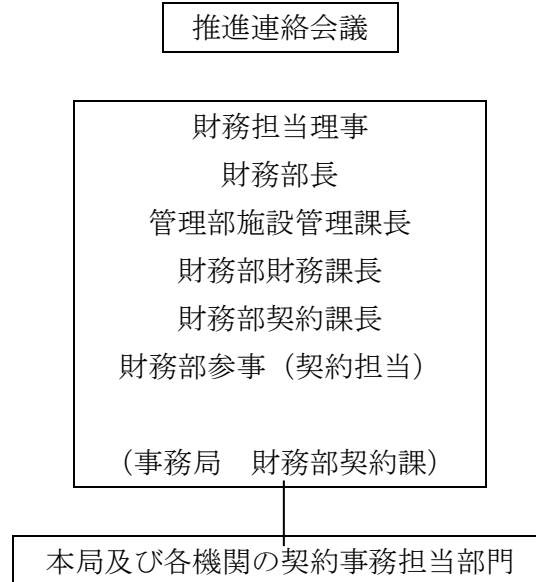 推進連絡会議
財務担当理事
財務部長
管理部施設管理課長
財務部財務課長
財務部契約課長
財務部参事（契約担当）
（事務局　財務部契約課）
本局及び各機関の契約事務担当部門